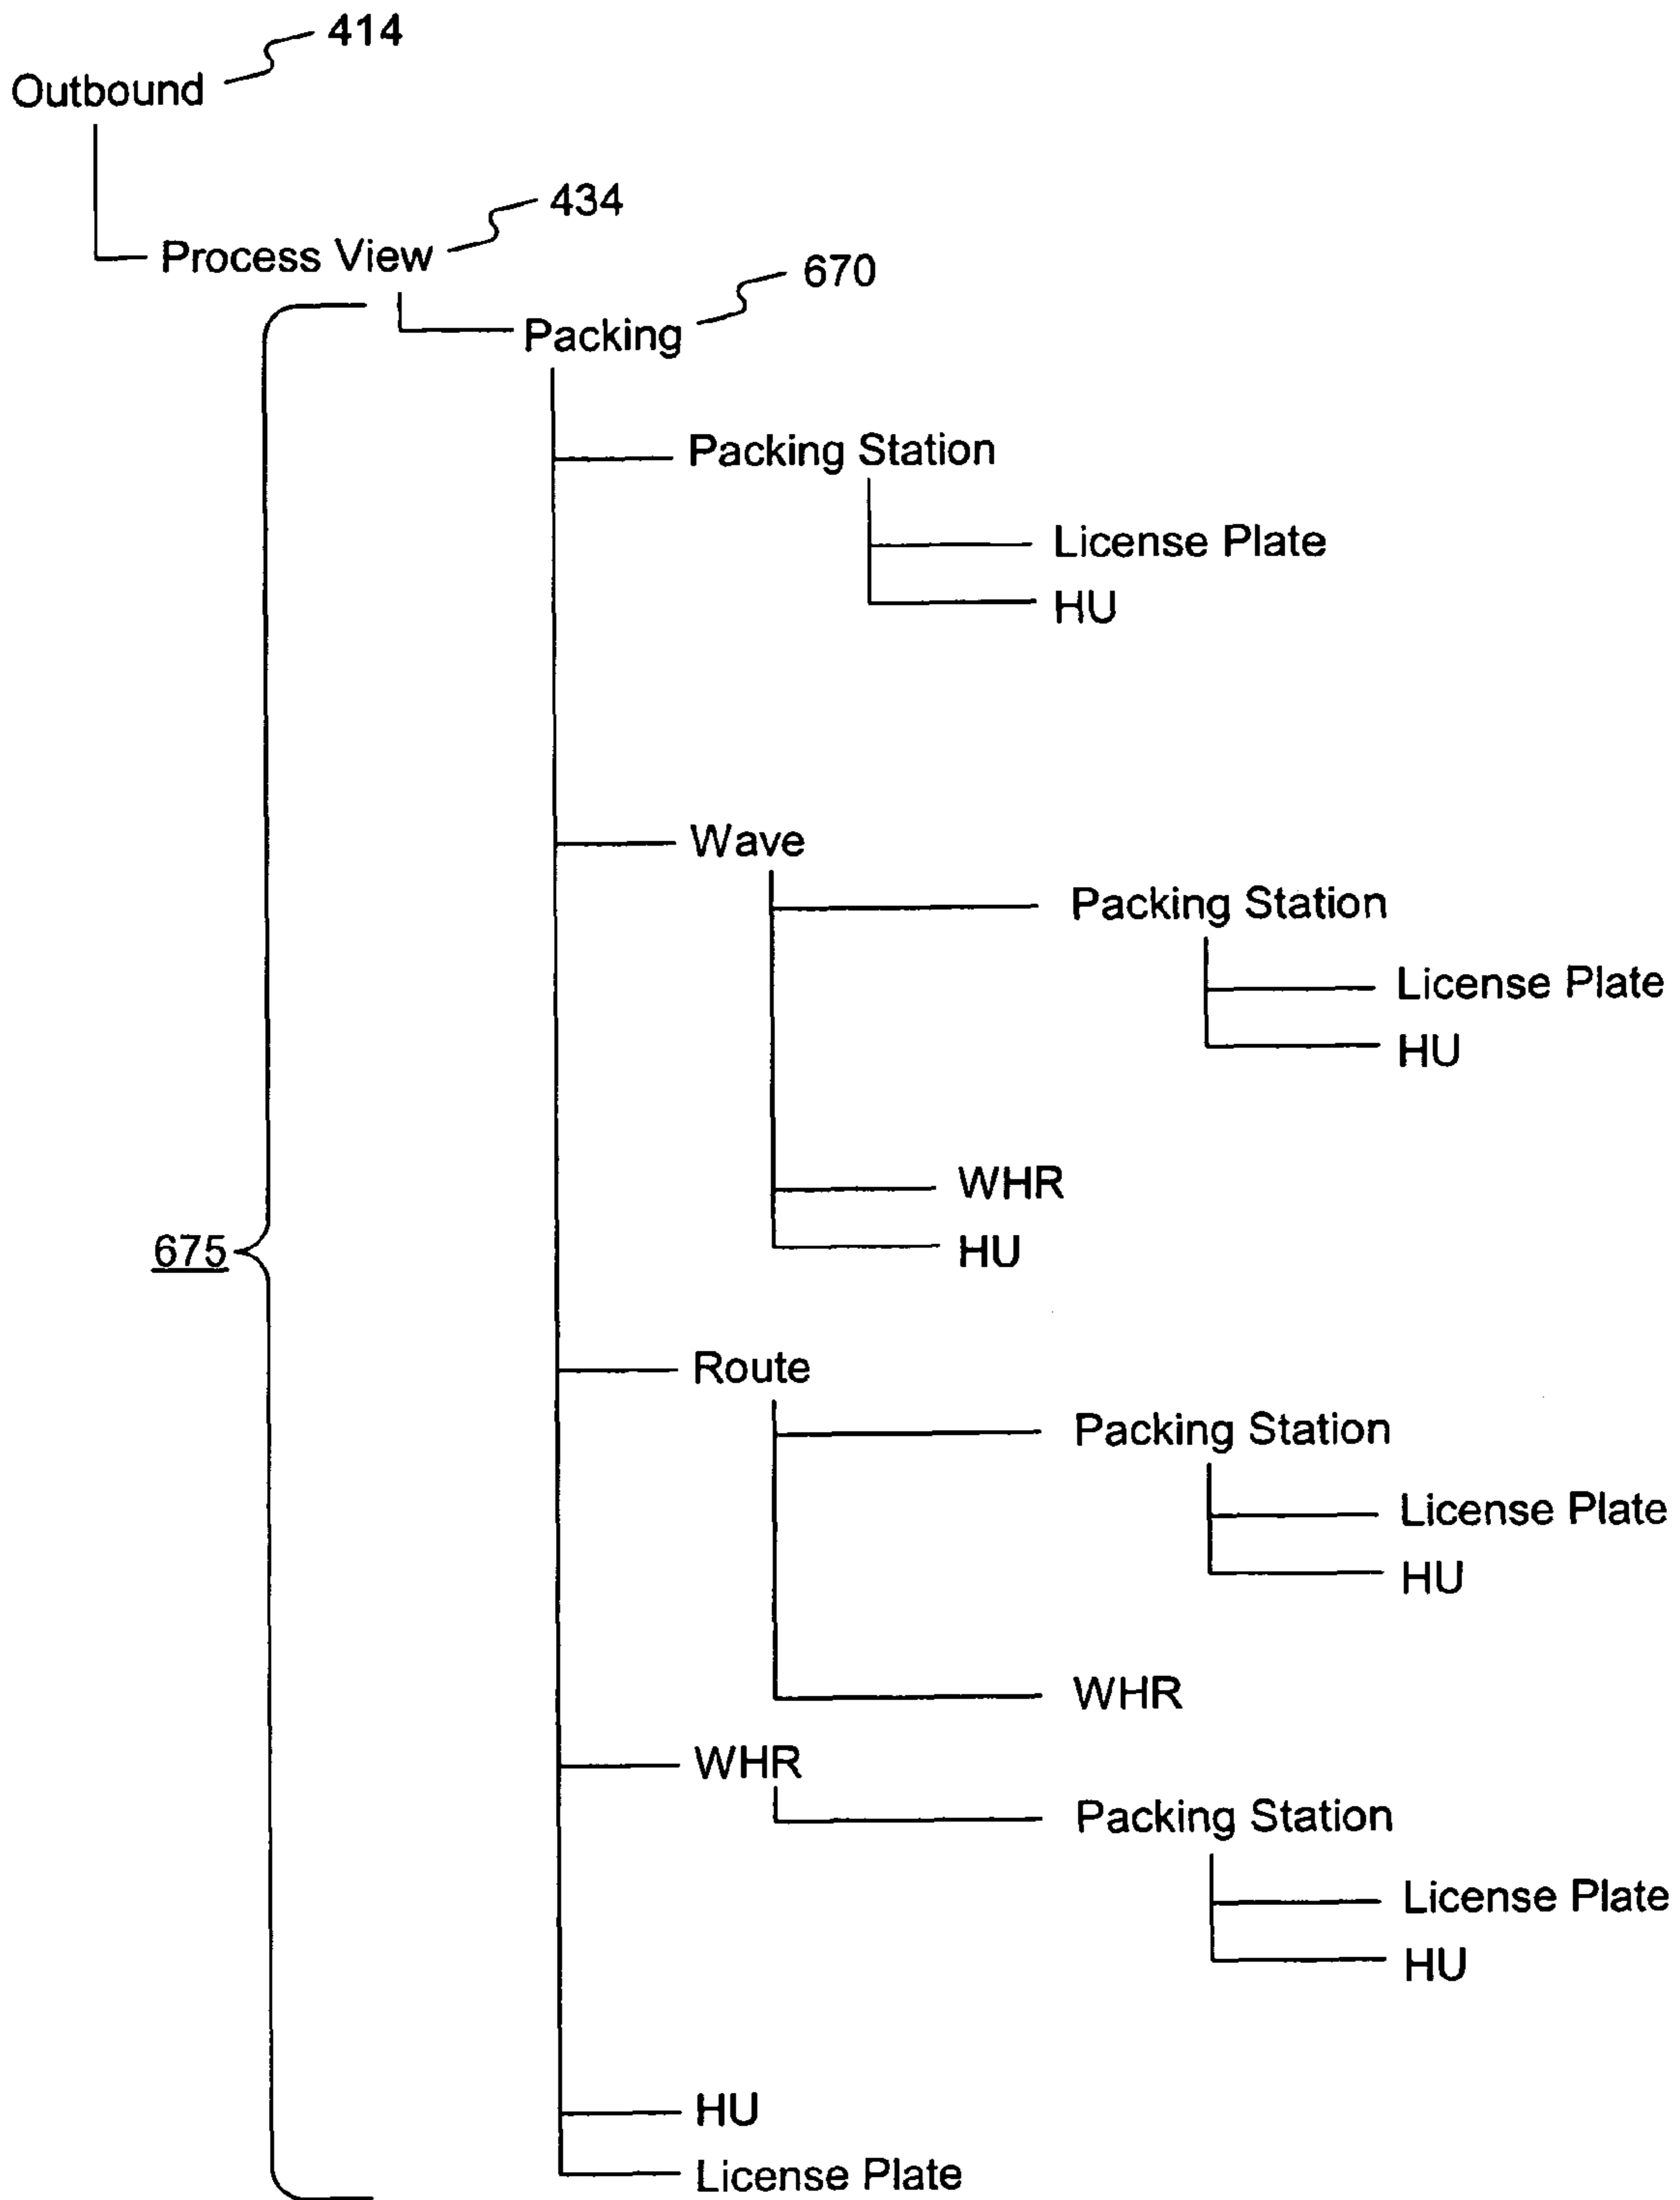 414
Outbound
434
Process View
670
Packing
Packing Station
License Plate
HU
Wave
Packing Station
License Plate
HU
WHR
HU
675
Route
Packing Station
License Plate
HU
WHR
WHR
Packing Station
License Plate
HU
HU
License Plate